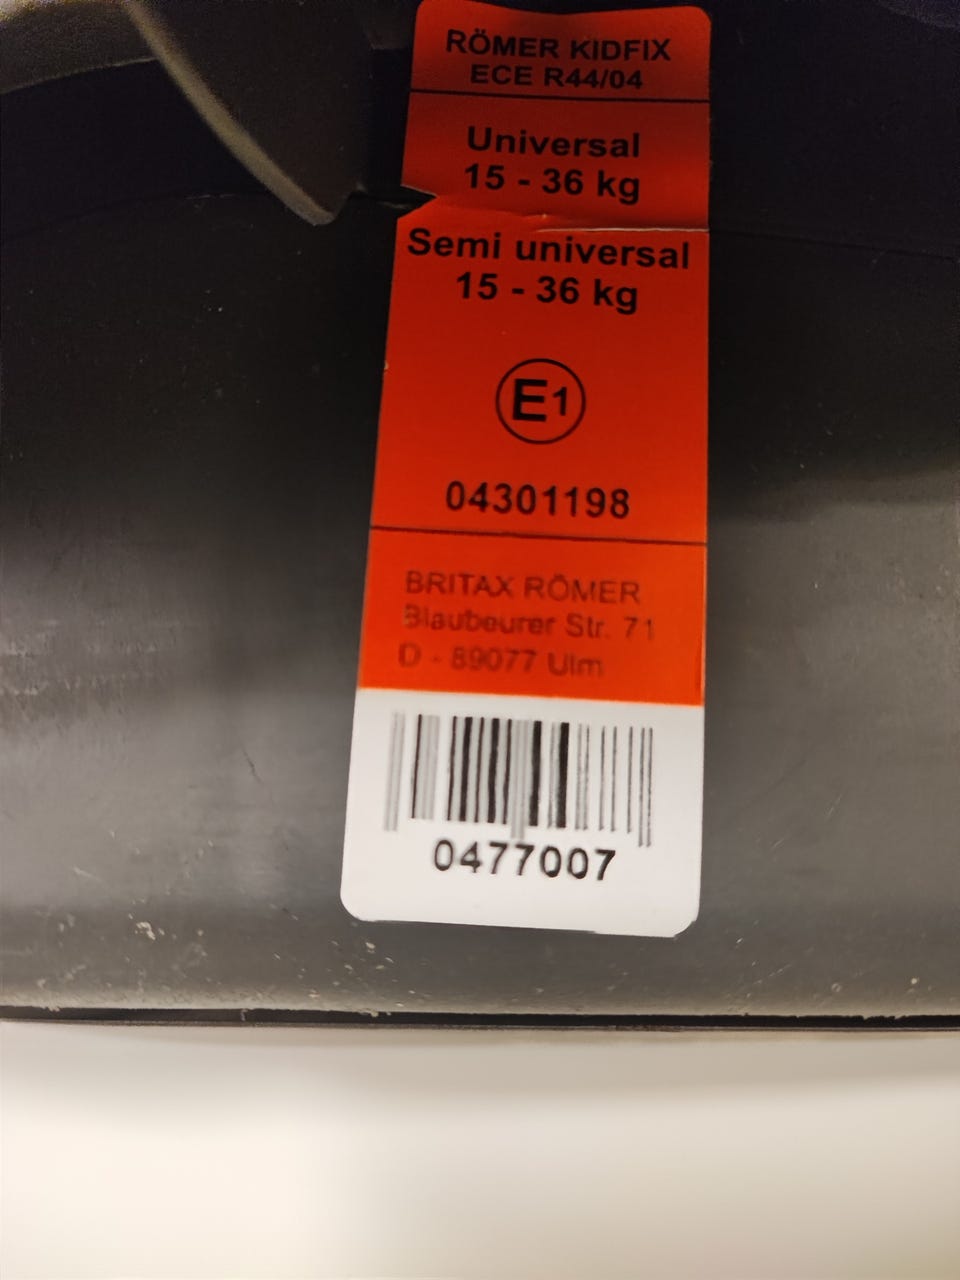 RÖMER KIDFIX
ECE R44/04
Universal
15 - 36 kg
Semi universal
15 - 36 kg
E1
04301198
BRITAX RÖMER
Blaubeurer Str. 71
D - 89077 Ulm
0477007